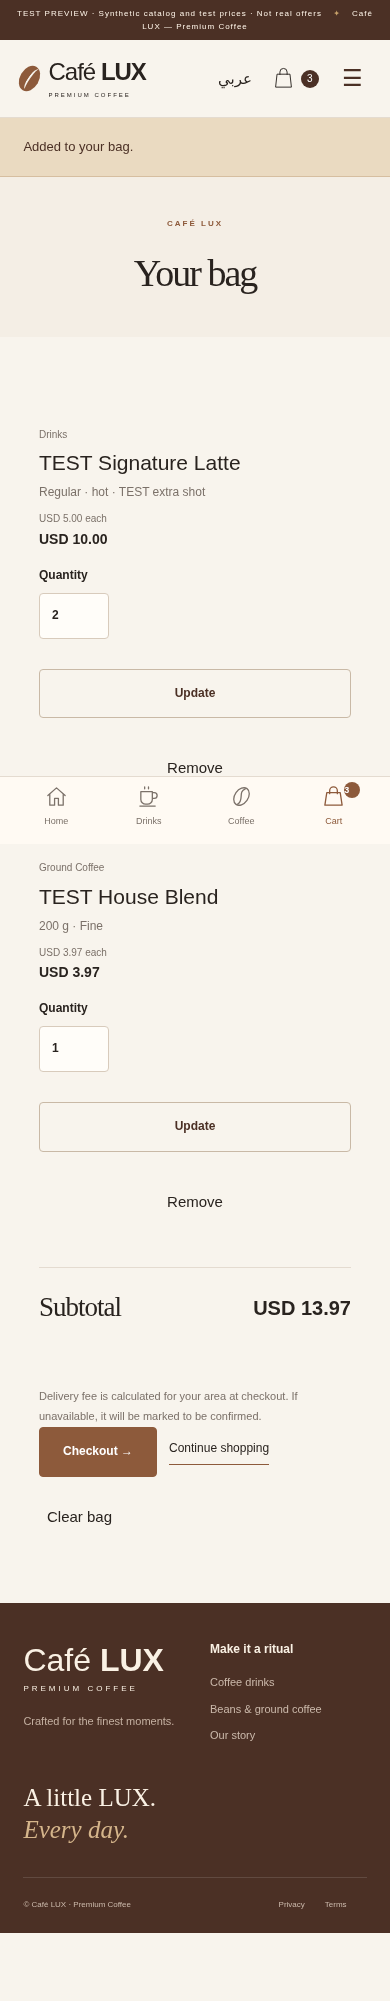 TEST PREVIEW · Synthetic catalog and test prices · Not real offers ✦ Café
LUX — Premium Coffee
Café LUX
PREMIUM COFFEE
عربي
3
Added to your bag.
CAFÉ LUX
Your bag
Drinks
TEST Signature Latte
Regular · hot · TEST extra shot
USD 5.00 each
USD 10.00
Quantity
2
Update
Remove
Home
Drinks
Coffee
3
Cart
Ground Coffee
TEST House Blend
200 g · Fine
USD 3.97 each
USD 3.97
Quantity
1
Update
Remove
Subtotal
USD 13.97
Delivery fee is calculated for your area at checkout. If
unavailable, it will be marked to be confirmed.
Checkout →
Continue shopping
Clear bag
Café LUX
PREMIUM COFFEE
Crafted for the finest moments.
Make it a ritual
Coffee drinks
Beans & ground coffee
Our story
A little LUX.
Every day.
© Café LUX · Premium Coffee
Privacy
Terms